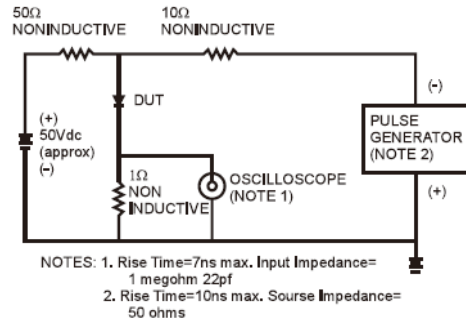 50Ω
NONINDUCTIVE
10Ω
NONINDUCTIVE
(+)
50Vdc
(approx)
(-)
DUT
1Ω
NON
INDUCTIVE
OSCILLOSCOPE
(NOTE 1)
(-)
PULSE
GENERATOR
(NOTE 2)
(+)
NOTES: 1. Rise Time=7ns max. Input Impedance=
1 megohm 22pf
2. Rise Time=10ns max. Sourse Impedance=
50 ohms